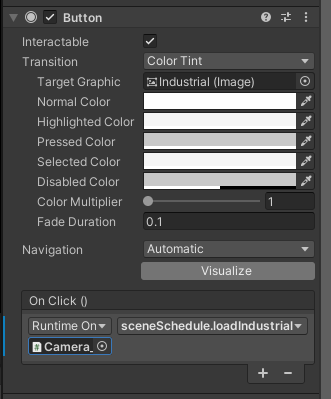 Button
Interactable
Transition Color Tint
Target Graphic Industrial (Image)
Normal Color
Highlighted Color
Pressed Color
Selected Color
Disabled Color
Color Multiplier 1
Fade Duration 0.1
Navigation Automatic
Visualize
On Click ()
Runtime On sceneSchedule.loadIndustrial
Camera_
+ −